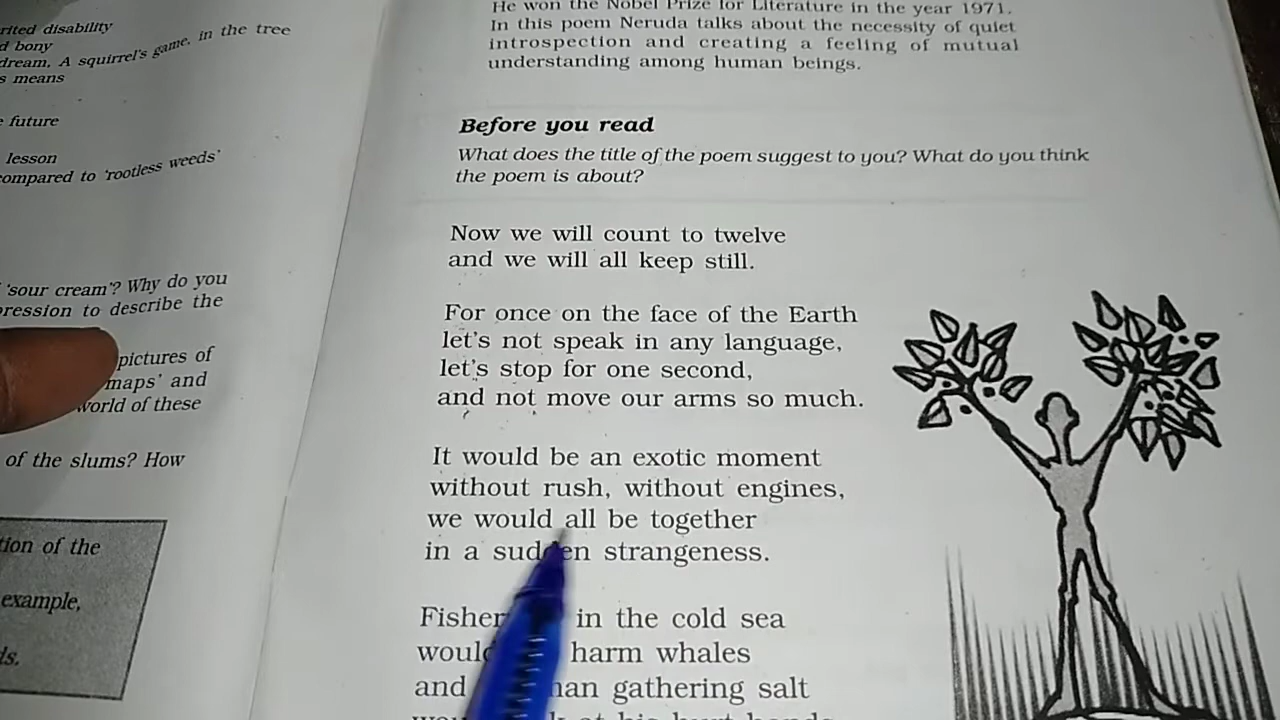 rited disability
d bony
dream, A squirrel's game, in the tree
s means
e future
lesson
compared to 'rootless weeds'
'sour cream'? Why do you
pression to describe the
pictures of
maps' and
world of these
of the slums? How
tion of the
example,
ds.
He won the Nobel Prize for Literature in the year 1971.
In this poem Neruda talks about the necessity of quiet
introspection and creating a feeling of mutual
understanding among human beings.
Before you read
What does the title of the poem suggest to you? What do you think
the poem is about?
Now we will count to twelve
and we will all keep still.
For once on the face of the Earth
let's not speak in any language,
let's stop for one second,
and not move our arms so much.
It would be an exotic moment
without rush, without engines,
we would all be together
in a sudden strangeness.
Fisher in the cold sea
would harm whales
and gathering salt